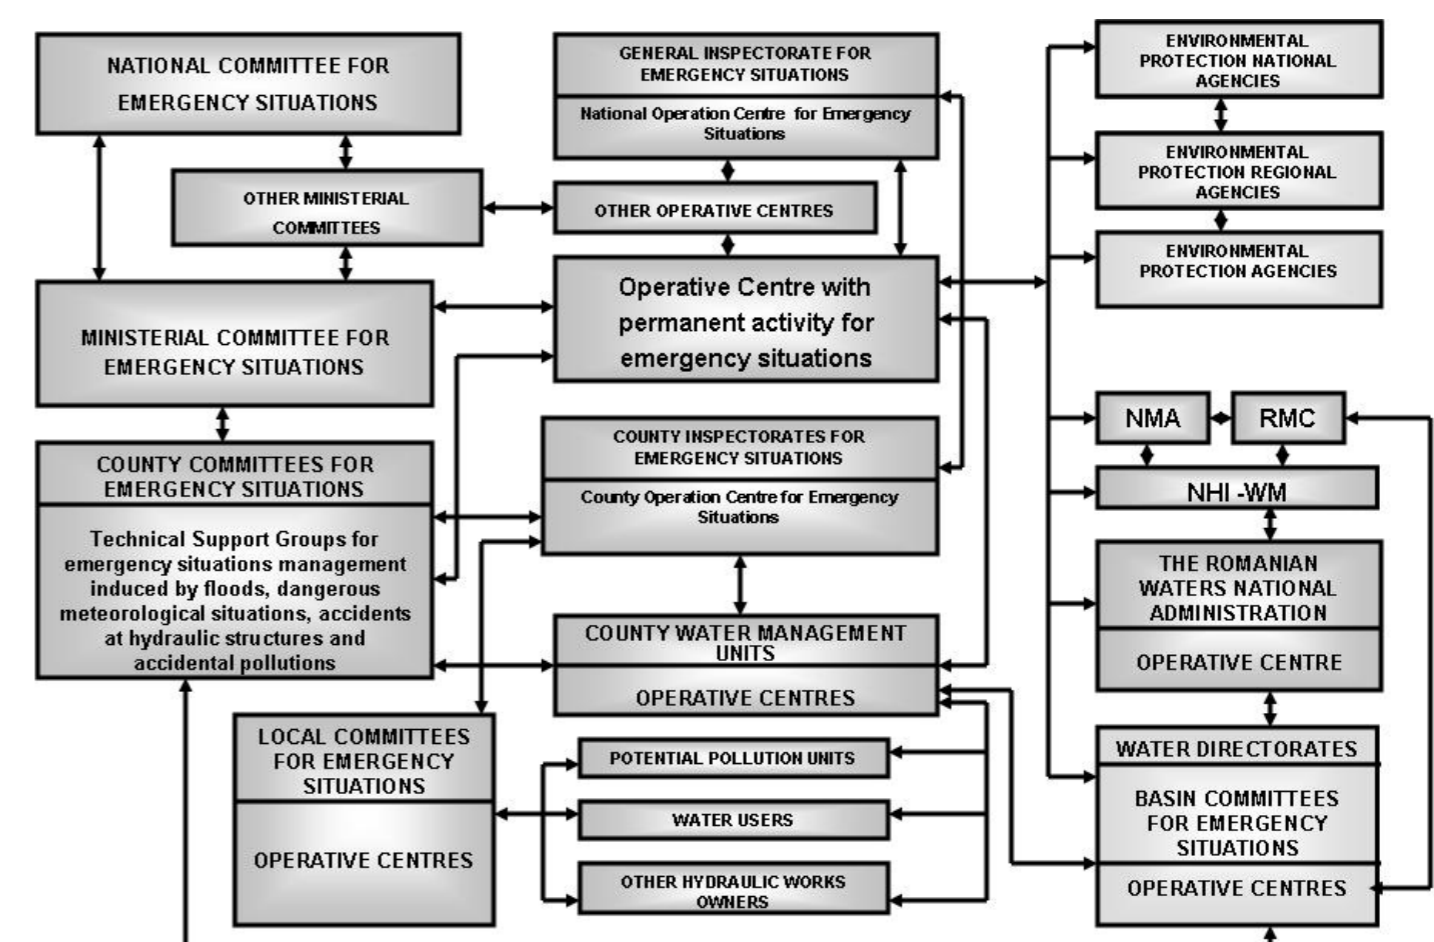 NATIONAL COMMITTEE FOR
EMERGENCY SITUATIONS
OTHER MINISTERIAL
COMMITTEES
MINISTERIAL COMMITTEE FOR
EMERGENCY SITUATIONS
COUNTY COMMITTEES FOR
EMERGENCY SITUATIONS
Technical Support Groups for
emergency situations management
induced by floods, dangerous
meteorological situations, accidents
at hydraulic structures and
accidental pollutions
LOCAL COMMITTEES
FOR EMERGENCY
SITUATIONS
OPERATIVE CENTRES
GENERAL INSPECTORATE FOR
EMERGENCY SITUATIONS
National Operation Centre for Emergency
Situations
OTHER OPERATIVE CENTRES
Operative Centre with
permanent activity for
emergency situations
COUNTY INSPECTORATES FOR
EMERGENCY SITUATIONS
County Operation Centre for Emergency
Situations
COUNTY WATER MANAGEMENT
UNITS
OPERATIVE CENTRES
POTENTIAL POLLUTION UNITS
WATER USERS
OTHER HYDRAULIC WORKS
OWNERS
ENVIRONMENTAL
PROTECTION NATIONAL
AGENCIES
ENVIRONMENTAL
PROTECTION REGIONAL
AGENCIES
ENVIRONMENTAL
PROTECTION AGENCIES
NMA
RMC
NHI -WM
THE ROMANIAN
WATERS NATIONAL
ADMINISTRATION
OPERATIVE CENTRE
WATER DIRECTORATES
BASIN COMMITTEES
FOR EMERGENCY
SITUATIONS
OPERATIVE CENTRES